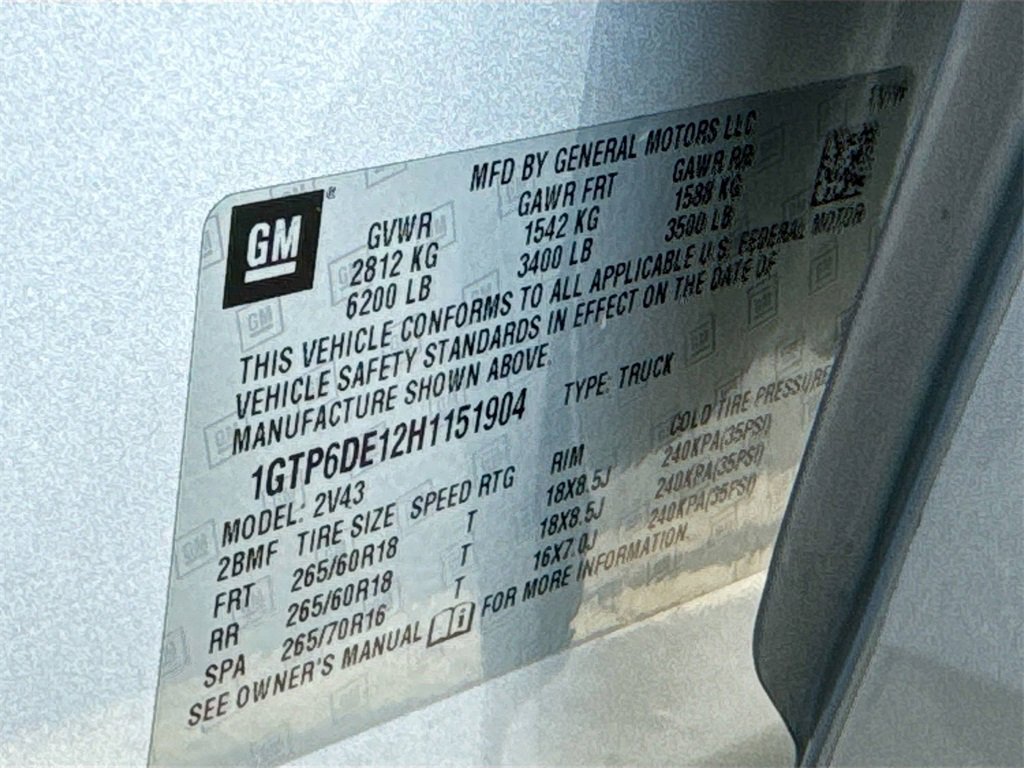 MFD BY GENERAL MOTORS LLC
GM®
GVWR GAWR FRT GAWR RR
2812 KG 1542 KG 1588 KG
6200 LB 3400 LB 3500 LB
THIS VEHICLE CONFORMS TO ALL APPLICABLE U.S. FEDERAL MOTOR
VEHICLE SAFETY STANDARDS IN EFFECT ON THE DATE OF
MANUFACTURE SHOWN ABOVE.
1GTP6DE12H1151904 TYPE: TRUCK
MODEL: 2V43
2BMF TIRE SIZE SPEED RTG RIM COLD TIRE PRESSURE
FRT 265/60R18 T 18X8.5J 240KPA(35PSI)
RR 265/60R18 T 18X8.5J 240KPA(35PSI)
SPA 265/70R16 T 16X7.0J 240KPA(35PSI)
SEE OWNER'S MANUAL FOR MORE INFORMATION.